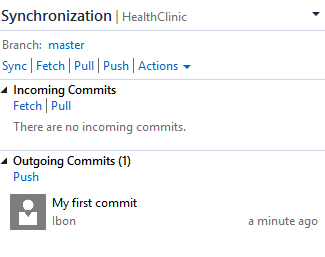 Synchronization | HealthClinic
Branch: master
Sync | Fetch | Pull | Push | Actions
Incoming Commits
Fetch | Pull
There are no incoming commits.
Outgoing Commits (1)
Push
My first commit
Ibon a minute ago